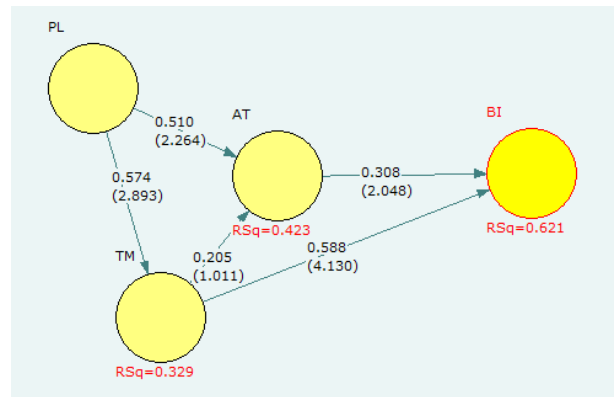 PL
0.510
(2.264)
AT
BI
0.574
(2.893)
0.308
(2.048)
RSq=0.423
RSq=0.621
TM
0.205
(1.011)
0.588
(4.130)
RSq=0.329